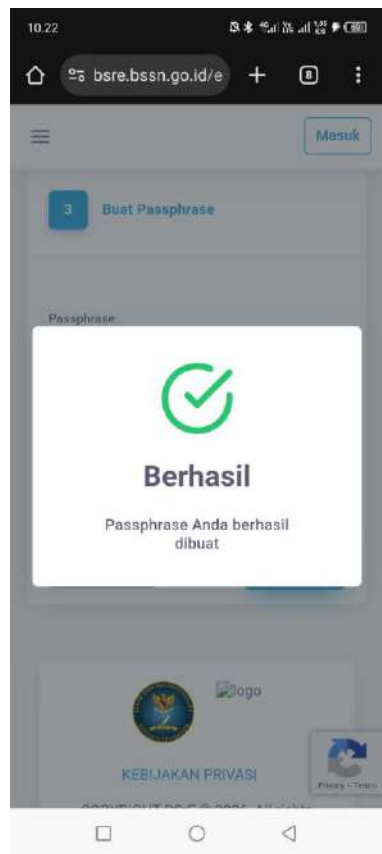 10.22
bsre.bssn.go.id/e
8
Masuk
3 Buat Passphrase
Passphrase
Berhasil
Passphrase Anda berhasil
dibuat
logo
KEBIJAKAN PRIVASI
Privacy - Terms